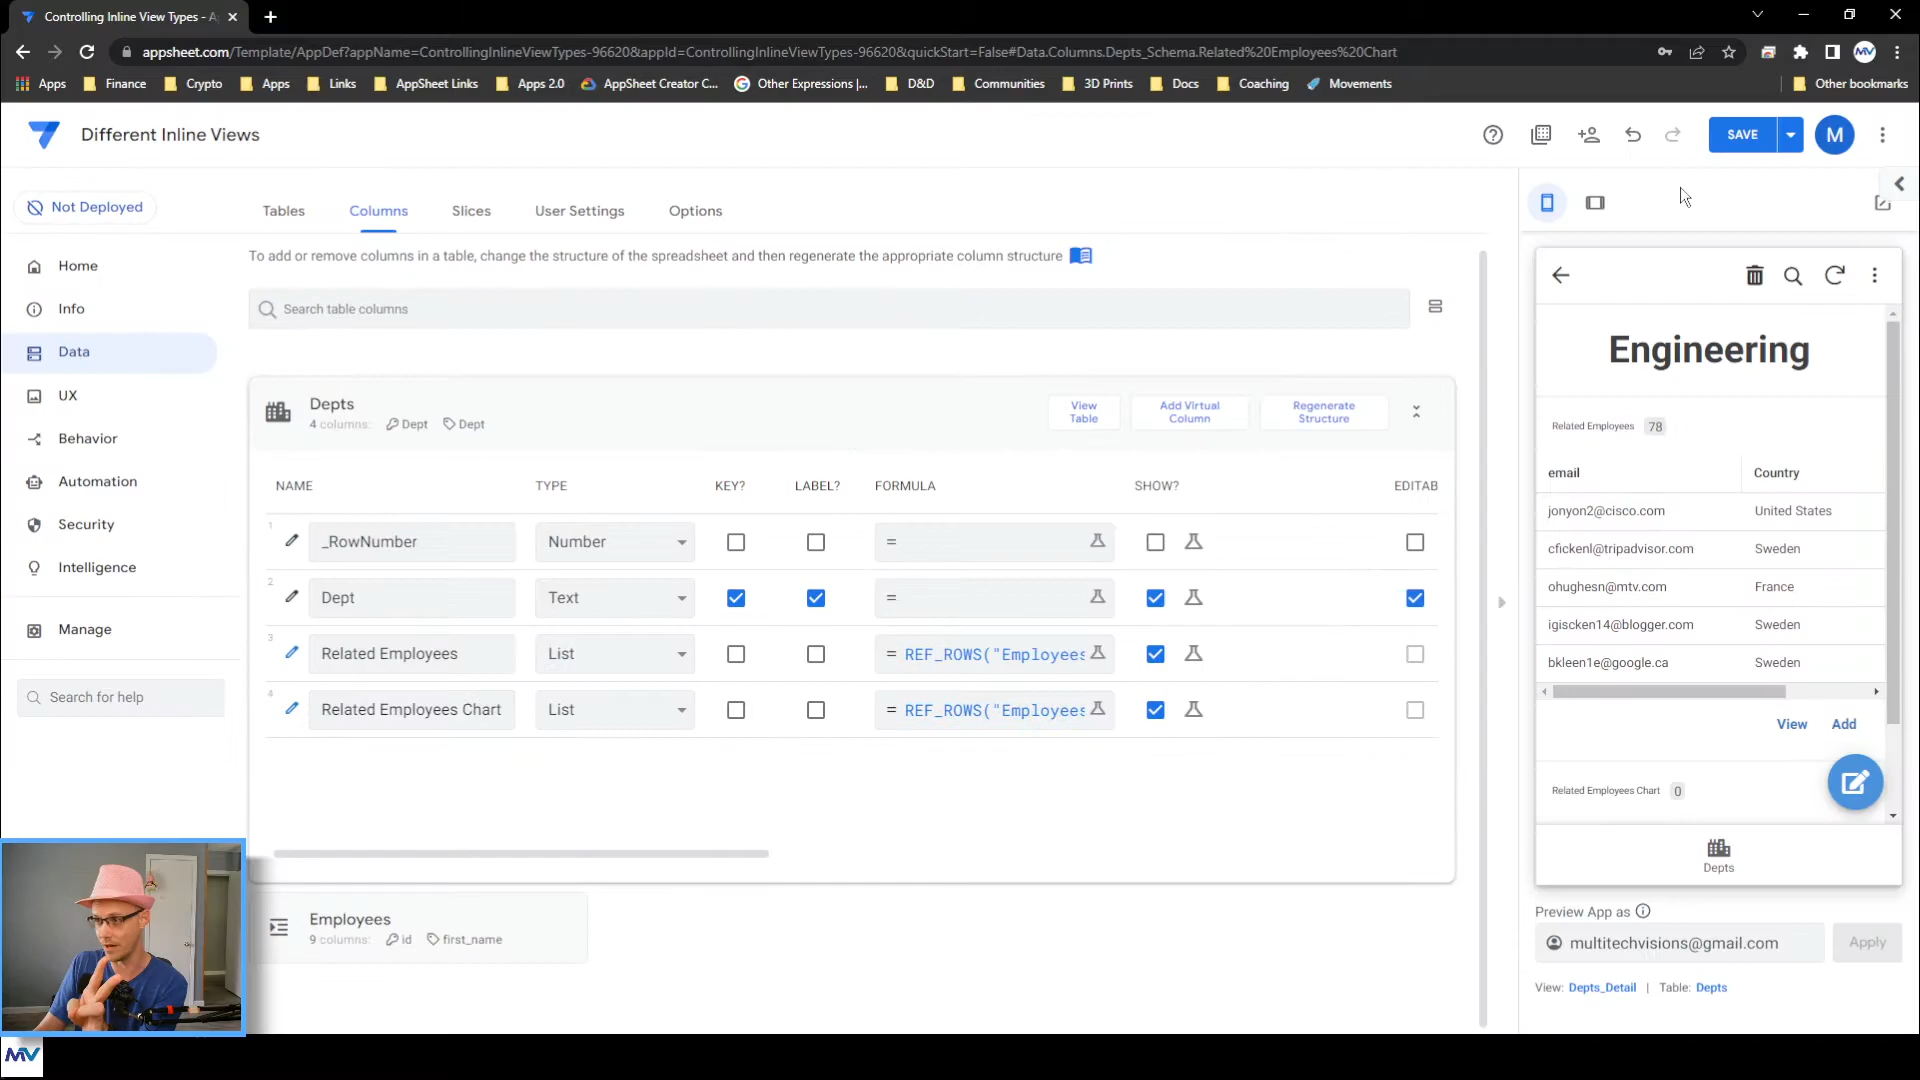 Controlling Inline View Types - A
appsheet.com/Template/AppDef?appName=ControllingInlineViewTypes-96620&appId=ControllingInlineViewTypes-96620&quickStart=False#Data.Columns.Depts_Schema.Related%20Employees%20Chart
MV
Apps Finance Crypto Apps Links AppSheet Links Apps 2.0 AppSheet Creator C... Other Expressions |... D&D Communities 3D Prints Docs Coaching Movements Other bookmarks
Different Inline Views
SAVE
M
Not Deployed
Home
Info
Data
UX
Behavior
Automation
Security
Intelligence
Manage
Search for help
Tables Columns Slices User Settings Options
To add or remove columns in a table, change the structure of the spreadsheet and then regenerate the appropriate column structure
Search table columns
Depts
4 columns: Dept Dept
View Table
Add Virtual Column
Regenerate Structure
NAME TYPE KEY? LABEL? FORMULA SHOW? EDITAB
1 _RowNumber Number =
2 Dept Text =
3 Related Employees List = REF_ROWS("Employees
4 Related Employees Chart List = REF_ROWS("Employees
Employees
9 columns: id first_name
Engineering
Related Employees 78
email Country
jonyon2@cisco.com United States
cfickenl@tripadvisor.com Sweden
ohughesn@mtv.com France
igiscken14@blogger.com Sweden
bkleen1e@google.ca Sweden
View Add
Related Employees Chart 0
Depts
Preview App as
multitechvisions@gmail.com Apply
View: Depts_Detail | Table: Depts
MV